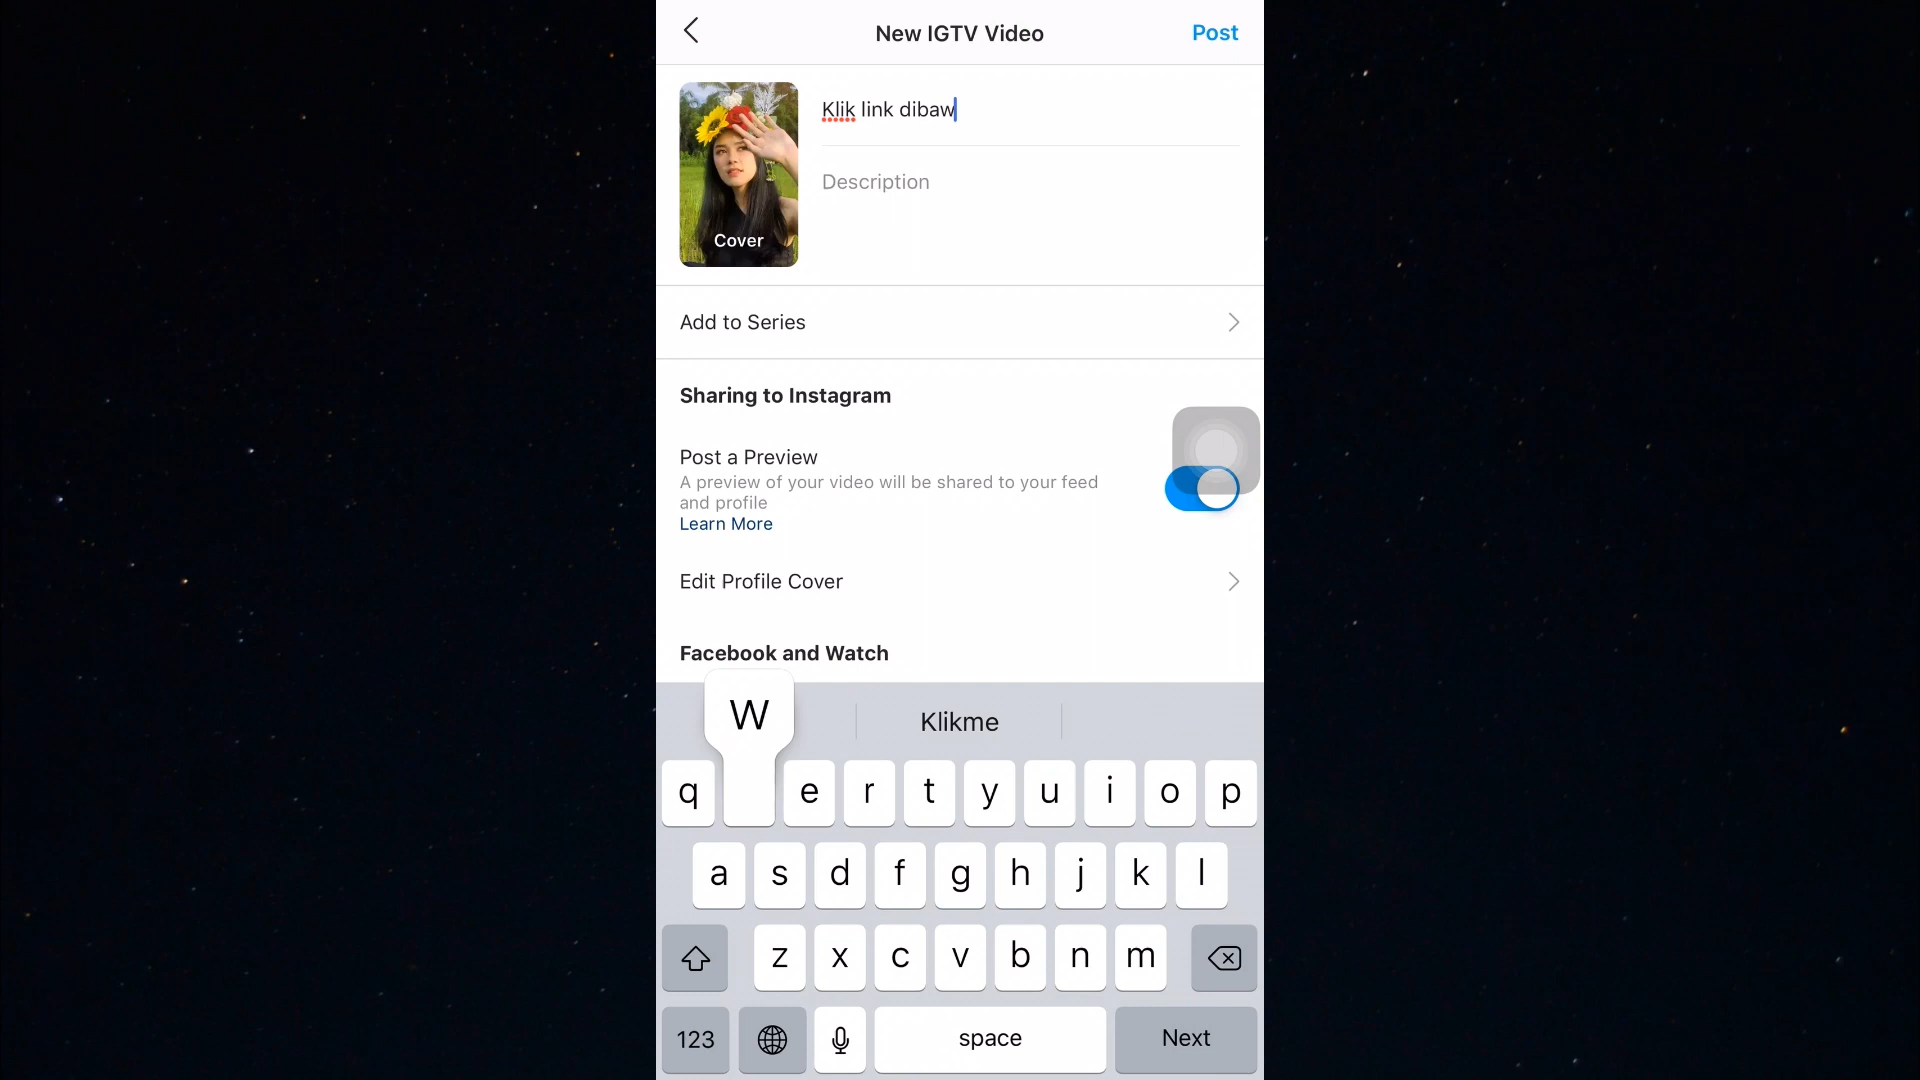 New IGTV Video
Post
Klik link dibaw
Description
Cover
Add to Series
Sharing to Instagram
Post a Preview
A preview of your video will be shared to your feed
and profile
Learn More
Edit Profile Cover
Facebook and Watch
W
Klikme
q e r t y u i o p
a s d f g h j k l
z x c v b n m
123 space Next